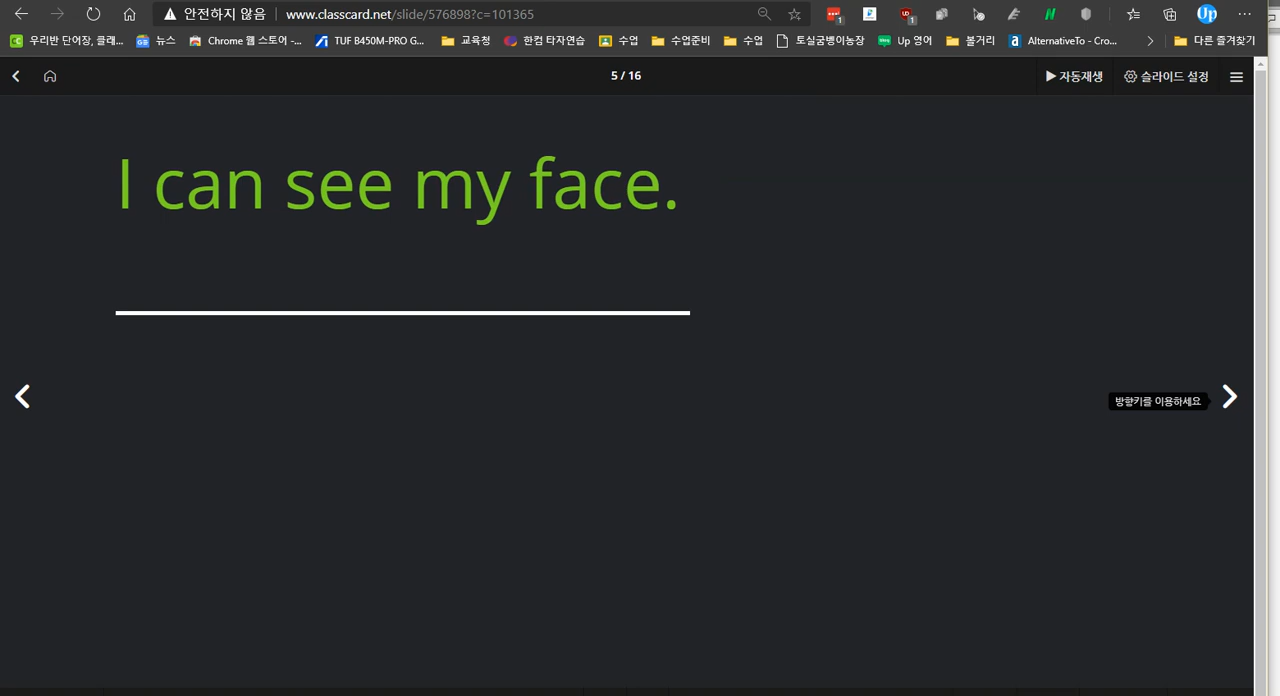 안전하지 않음 www.classcard.net/slide/576898?c=101365
우리반 단어장, 클래... 뉴스 Chrome 웹 스토어 -... TUF B450M-PRO G... 교육청 한컴 타자연습 수업 수업준비 수업 토실굼벵이농장 Up 영어 볼거리 AlternativeTo - Cro... 다른 즐겨찾기
5 / 16 자동재생 슬라이드 설정
I can see my face.
방향키를 이용하세요